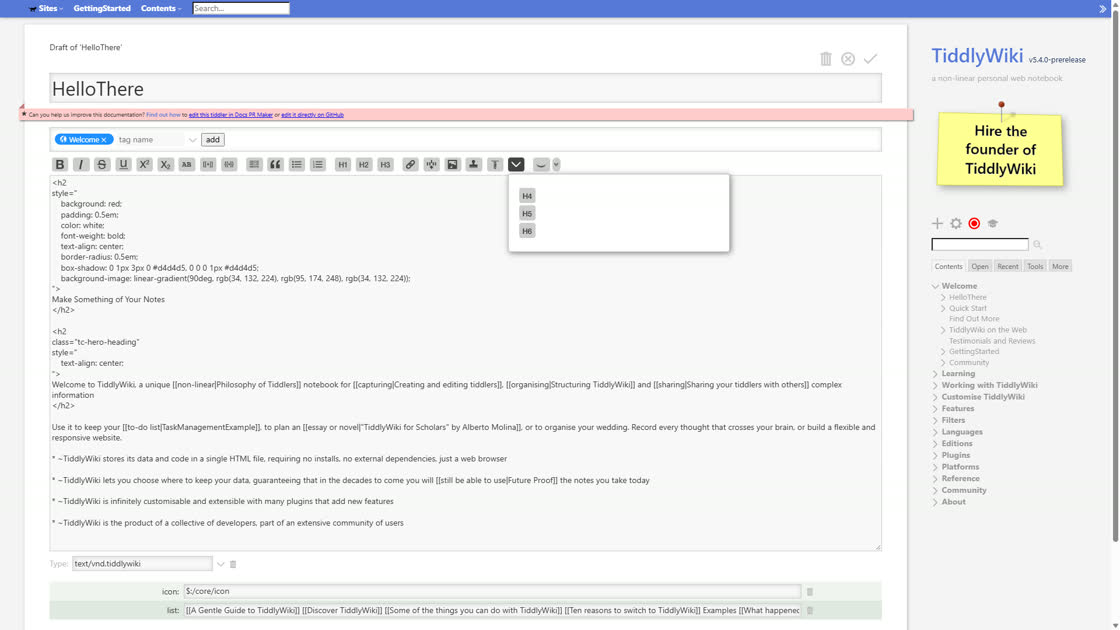 Sites
GettingStarted
Contents
Search...
Draft of 'HelloThere'
HelloThere
★ Can you help us improve this documentation? Find out how to edit this tiddler in Docs PR Maker or edit it directly on GitHub
Welcome ×
tag name
add
B I S U X² X₂ AB
H1 H2 H3
T
H4
H5
H6
<h2
style="
background: red;
padding: 0.5em;
color: white;
font-weight: bold;
text-align: center;
border-radius: 0.5em;
box-shadow: 0 1px 3px 0 #d4d4d5, 0 0 0 1px #d4d4d5;
background-image: linear-gradient(90deg, rgb(34, 132, 224), rgb(95, 174, 248), rgb(34, 132, 224));
">
Make Something of Your Notes
</h2>
<h2
class="tc-hero-heading"
style="
text-align: center;
">
Welcome to TiddlyWiki, a unique [[non-linear|Philosophy of Tiddlers]] notebook for [[capturing|Creating and editing tiddlers]], [[organising|Structuring TiddlyWiki]] and [[sharing|Sharing your tiddlers with others]] complex
information
</h2>
Use it to keep your [[to-do list|TaskManagementExample]], to plan an [[essay or novel|"TiddlyWiki for Scholars" by Alberto Molina]], or to organise your wedding. Record every thought that crosses your brain, or build a flexible and
responsive website.
* ~TiddlyWiki stores its data and code in a single HTML file, requiring no installs, no external dependencies, just a web browser
* ~TiddlyWiki lets you choose where to keep your data, guaranteeing that in the decades to come you will [[still be able to use|Future Proof]] the notes you take today
* ~TiddlyWiki is infinitely customisable and extensible with many plugins that add new features
* ~TiddlyWiki is the product of a collective of developers, part of an extensive community of users
Type: text/vnd.tiddlywiki
icon: $:/core/icon
list: [[A Gentle Guide to TiddlyWiki]] [[Discover TiddlyWiki]] [[Some of the things you can do with TiddlyWiki]] [[Ten reasons to switch to TiddlyWiki]] Examples [[What happened
TiddlyWiki v5.4.0-prerelease
a non-linear personal web notebook
Hire the
founder of
TiddlyWiki
Contents Open Recent Tools More
Welcome
HelloThere
Quick Start
Find Out More
TiddlyWiki on the Web
Testimonials and Reviews
GettingStarted
Community
Learning
Working with TiddlyWiki
Customise TiddlyWiki
Features
Filters
Languages
Editions
Plugins
Platforms
Reference
Community
About